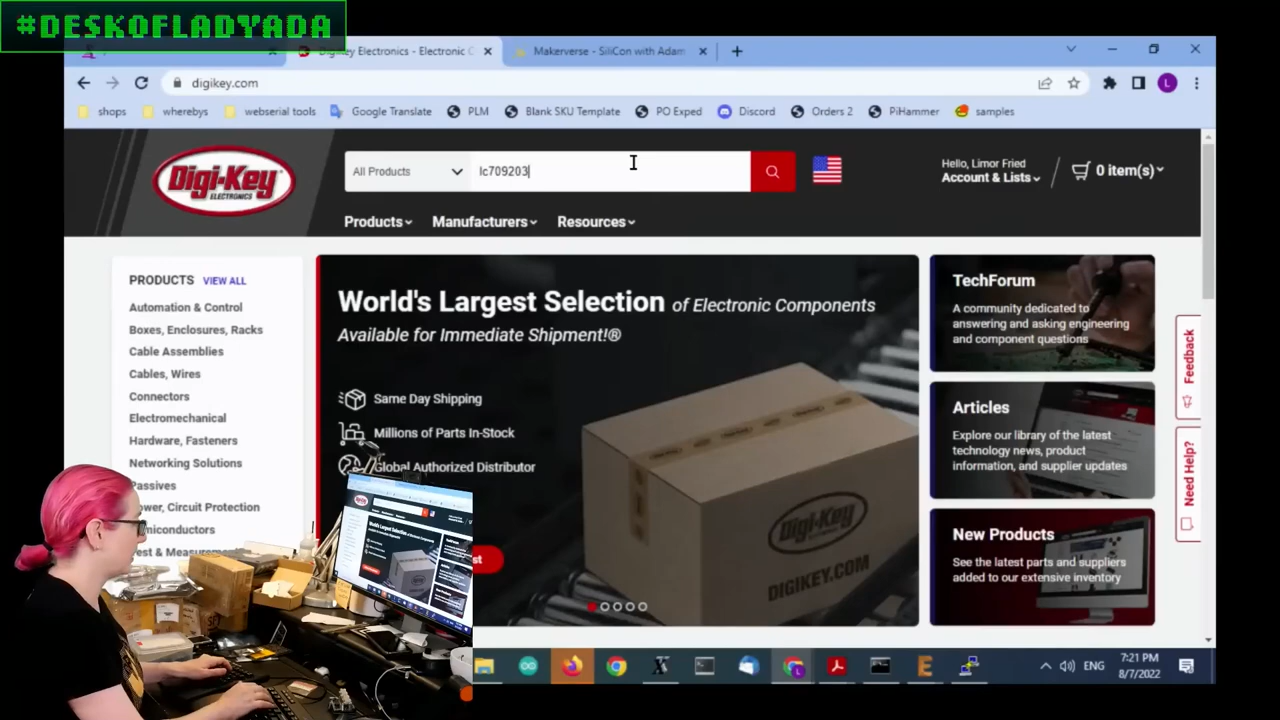 #DESKOFLADYADA
Digikey Electronics - Electronic C
Makerverse - SiliCon with Adam
digikey.com
shops
wherebys
webserial tools
Google Translate
PLM
Blank SKU Template
PO Exped
Discord
Orders 2
PiHammer
samples
Digi-Key
ELECTRONICS
All Products
lc709203
Hello, Limor Fried
Account & Lists
0 item(s)
Products
Manufacturers
Resources
PRODUCTS VIEW ALL
Automation & Control
Boxes, Enclosures, Racks
Cable Assemblies
Cables, Wires
Connectors
Electromechanical
Hardware, Fasteners
Networking Solutions
Passives
ower, Circuit Protection
miconductors
est & Measurem
World's Largest Selection of Electronic Components
Available for Immediate Shipment!®
Same Day Shipping
Millions of Parts In-Stock
Global Authorized Distributor
Digi-Key
ELECTRONICS
DIGIKEY.COM
TechForum
A community dedicated to
answering and asking engineering
and component questions
Articles
Explore our library of the latest
technology news, product
information, and supplier updates
New Products
See the latest parts and suppliers
added to our extensive inventory
Feedback
Need Help?
ENG
7:21 PM
8/7/2022